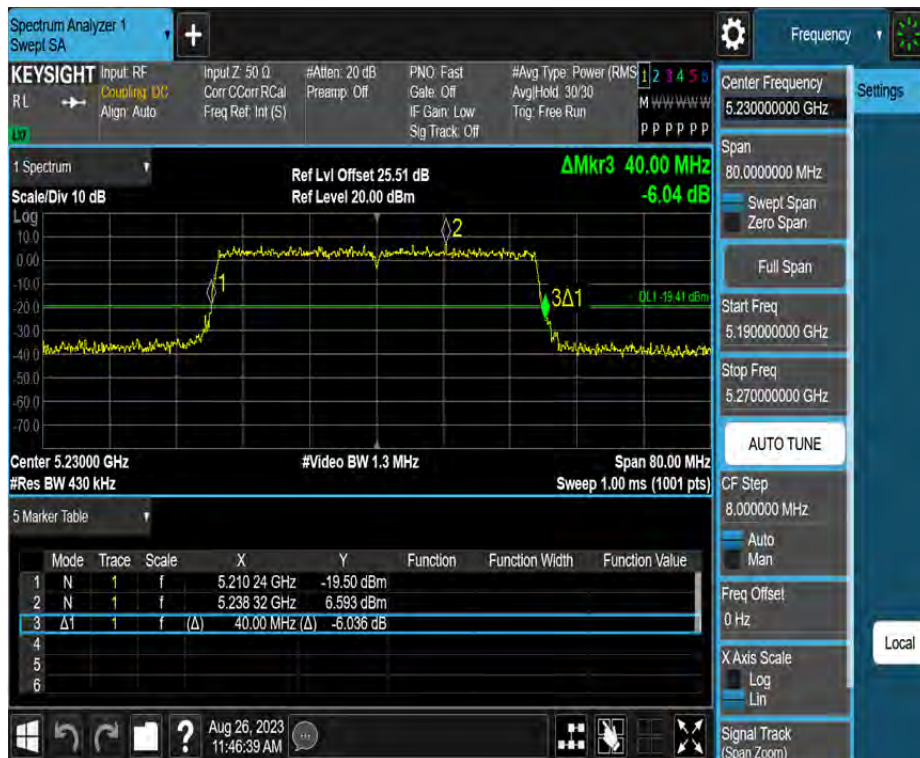 Spectrum Analyzer 1
Swept SA
Frequency
KEYSIGHT
RL
LXI
Input: RF
Coupling: DC
Align: Auto
Input Z: 50 Ω
Corr CCorr RCal
Freq Ref: Int (S)
#Atten: 20 dB
Preamp: Off
PNO: Fast
Gate: Off
IF Gain: Low
Sig Track: Off
#Avg Type: Power (RMS
Avg|Hold: 30/30
Trig: Free Run
1 2 3 4 5 6
M W W W W W
P P P P P P
Settings
Center Frequency
5.230000000 GHz
Span
80.0000000 MHz
Swept Span
Zero Span
Full Span
Start Freq
5.190000000 GHz
Stop Freq
5.270000000 GHz
AUTO TUNE
CF Step
8.000000 MHz
Auto
Man
Freq Offset
0 Hz
X Axis Scale
Log
Lin
Signal Track
(Span Zoom)
Local
1 Spectrum
Scale/Div 10 dB
Ref Lvl Offset 25.51 dB
Ref Level 20.00 dBm
ΔMkr3 40.00 MHz
-6.04 dB
Log
10.0
0.00
-10.0
-20.0
-30.0
-40.0
-50.0
-60.0
-70.0
1
2
3Δ1
DL1 -19.41 dBm
Center 5.23000 GHz
#Video BW 1.3 MHz
Span 80.00 MHz
#Res BW 430 kHz
Sweep 1.00 ms (1001 pts)
5 Marker Table
Mode Trace Scale X Y Function Function Width Function Value
1 N 1 f 5.210 24 GHz -19.50 dBm
2 N 1 f 5.238 32 GHz 6.593 dBm
3 Δ1 1 f (Δ) 40.00 MHz (Δ) -6.036 dB
4
5
6
?
Aug 26, 2023
11:46:39 AM